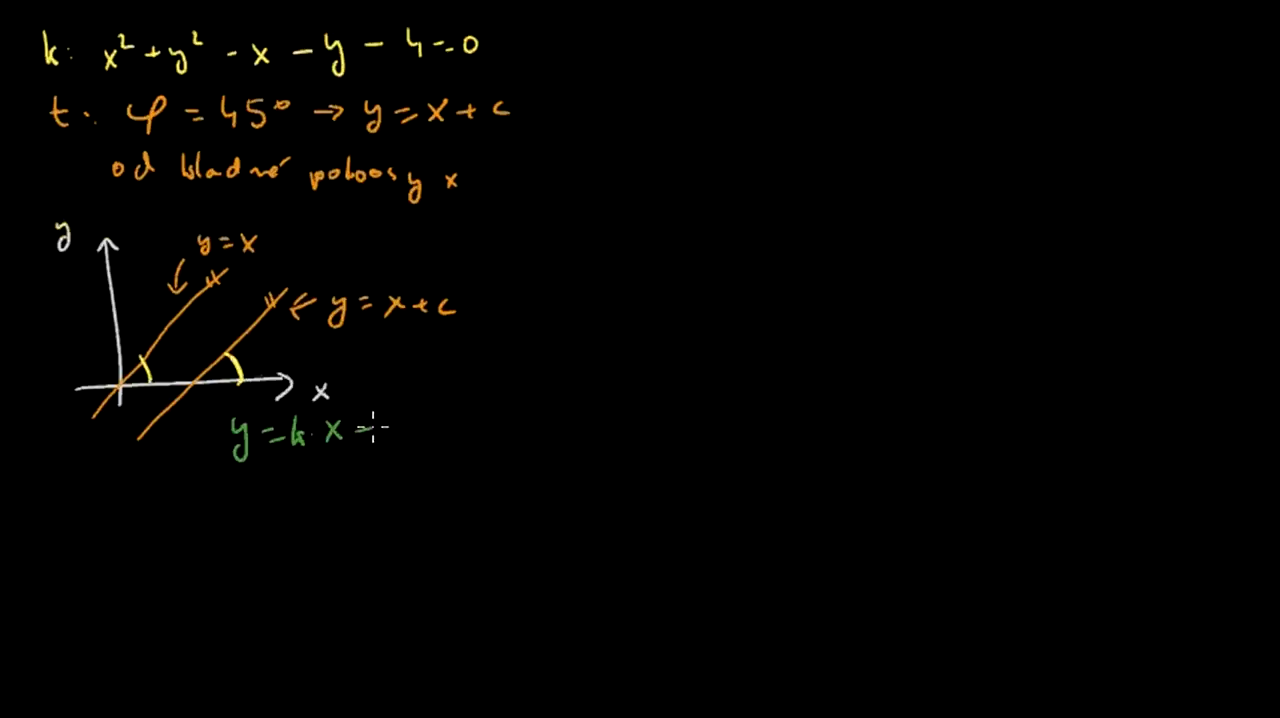 k: x² + y² - x - y - 4 = 0
t: φ = 45° → y = x + c
od kladné poloosy x
y
y = x
y = x + c
x
y = k · x